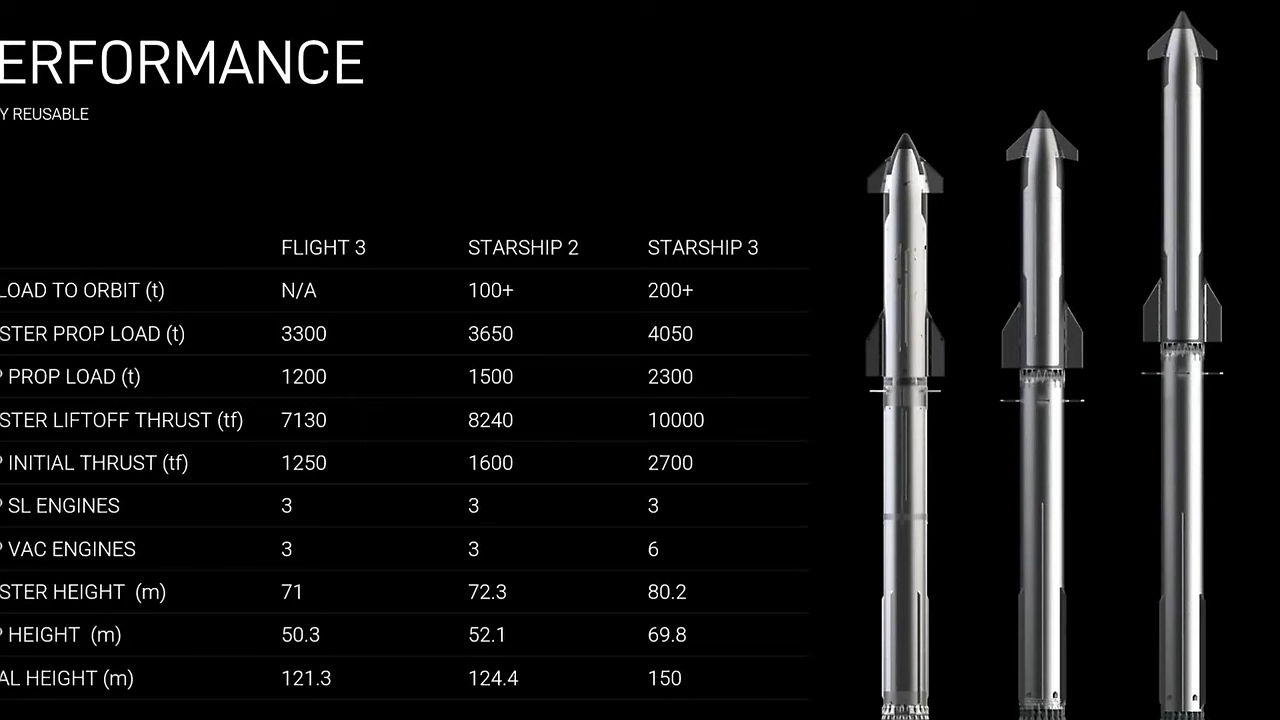 ERFORMANCE
Y REUSABLE
FLIGHT 3 STARSHIP 2 STARSHIP 3
LOAD TO ORBIT (t) N/A 100+ 200+
STER PROP LOAD (t) 3300 3650 4050
P PROP LOAD (t) 1200 1500 2300
STER LIFTOFF THRUST (tf) 7130 8240 10000
P INITIAL THRUST (tf) 1250 1600 2700
P SL ENGINES 3 3 3
P VAC ENGINES 3 3 6
STER HEIGHT (m) 71 72.3 80.2
P HEIGHT (m) 50.3 52.1 69.8
AL HEIGHT (m) 121.3 124.4 150